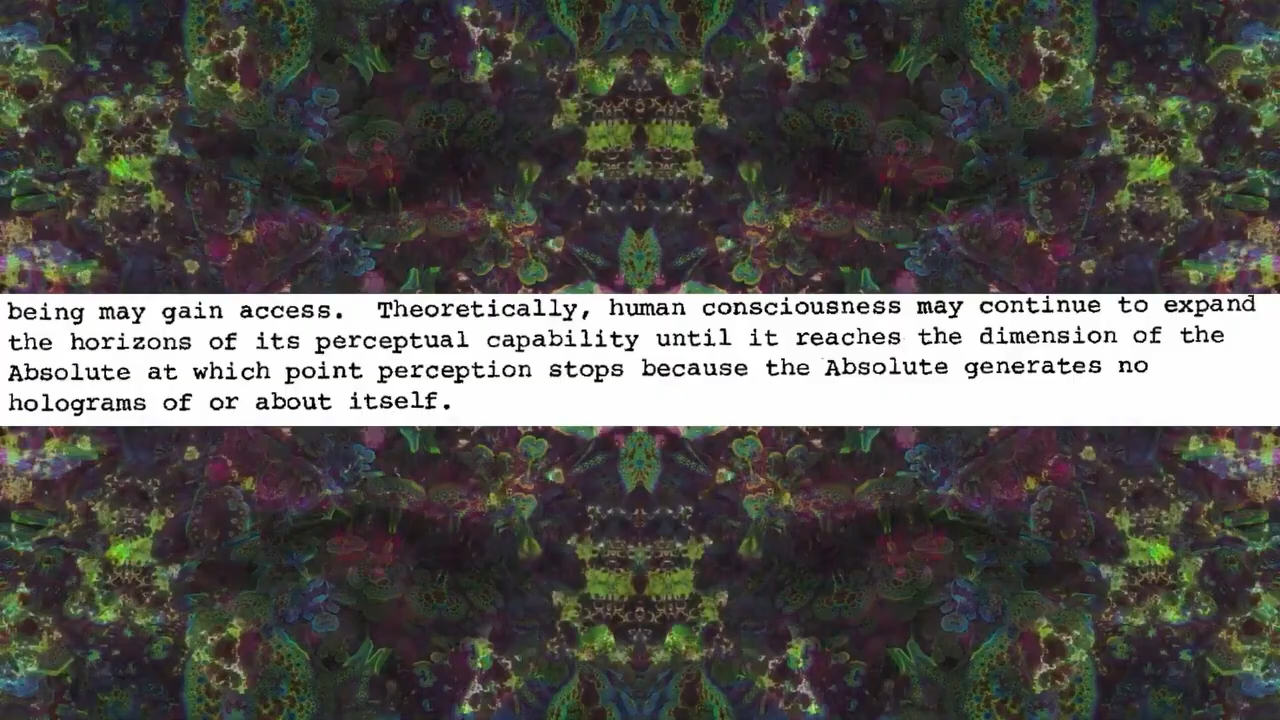 being may gain access. Theoretically, human consciousness may continue to expand
the horizons of its perceptual capability until it reaches the dimension of the
Absolute at which point perception stops because the Absolute generates no
holograms of or about itself.